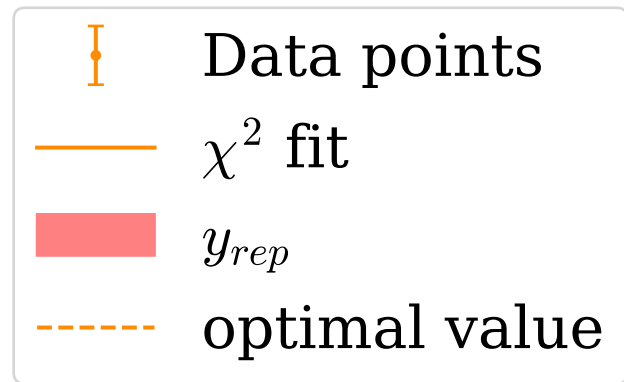 Data points
χ² fit
y_rep
optimal value